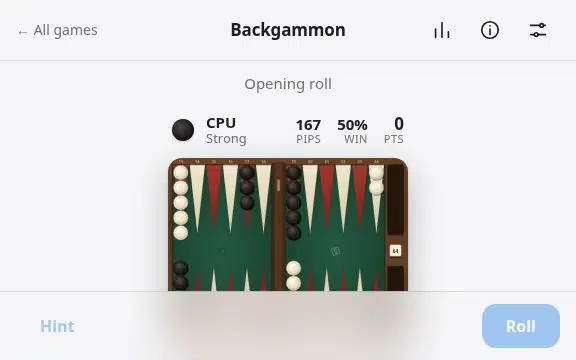 ← All games
Backgammon
Opening roll
CPU
Strong
167
PIPS
50%
WIN
0
PTS
64
Hint
Roll